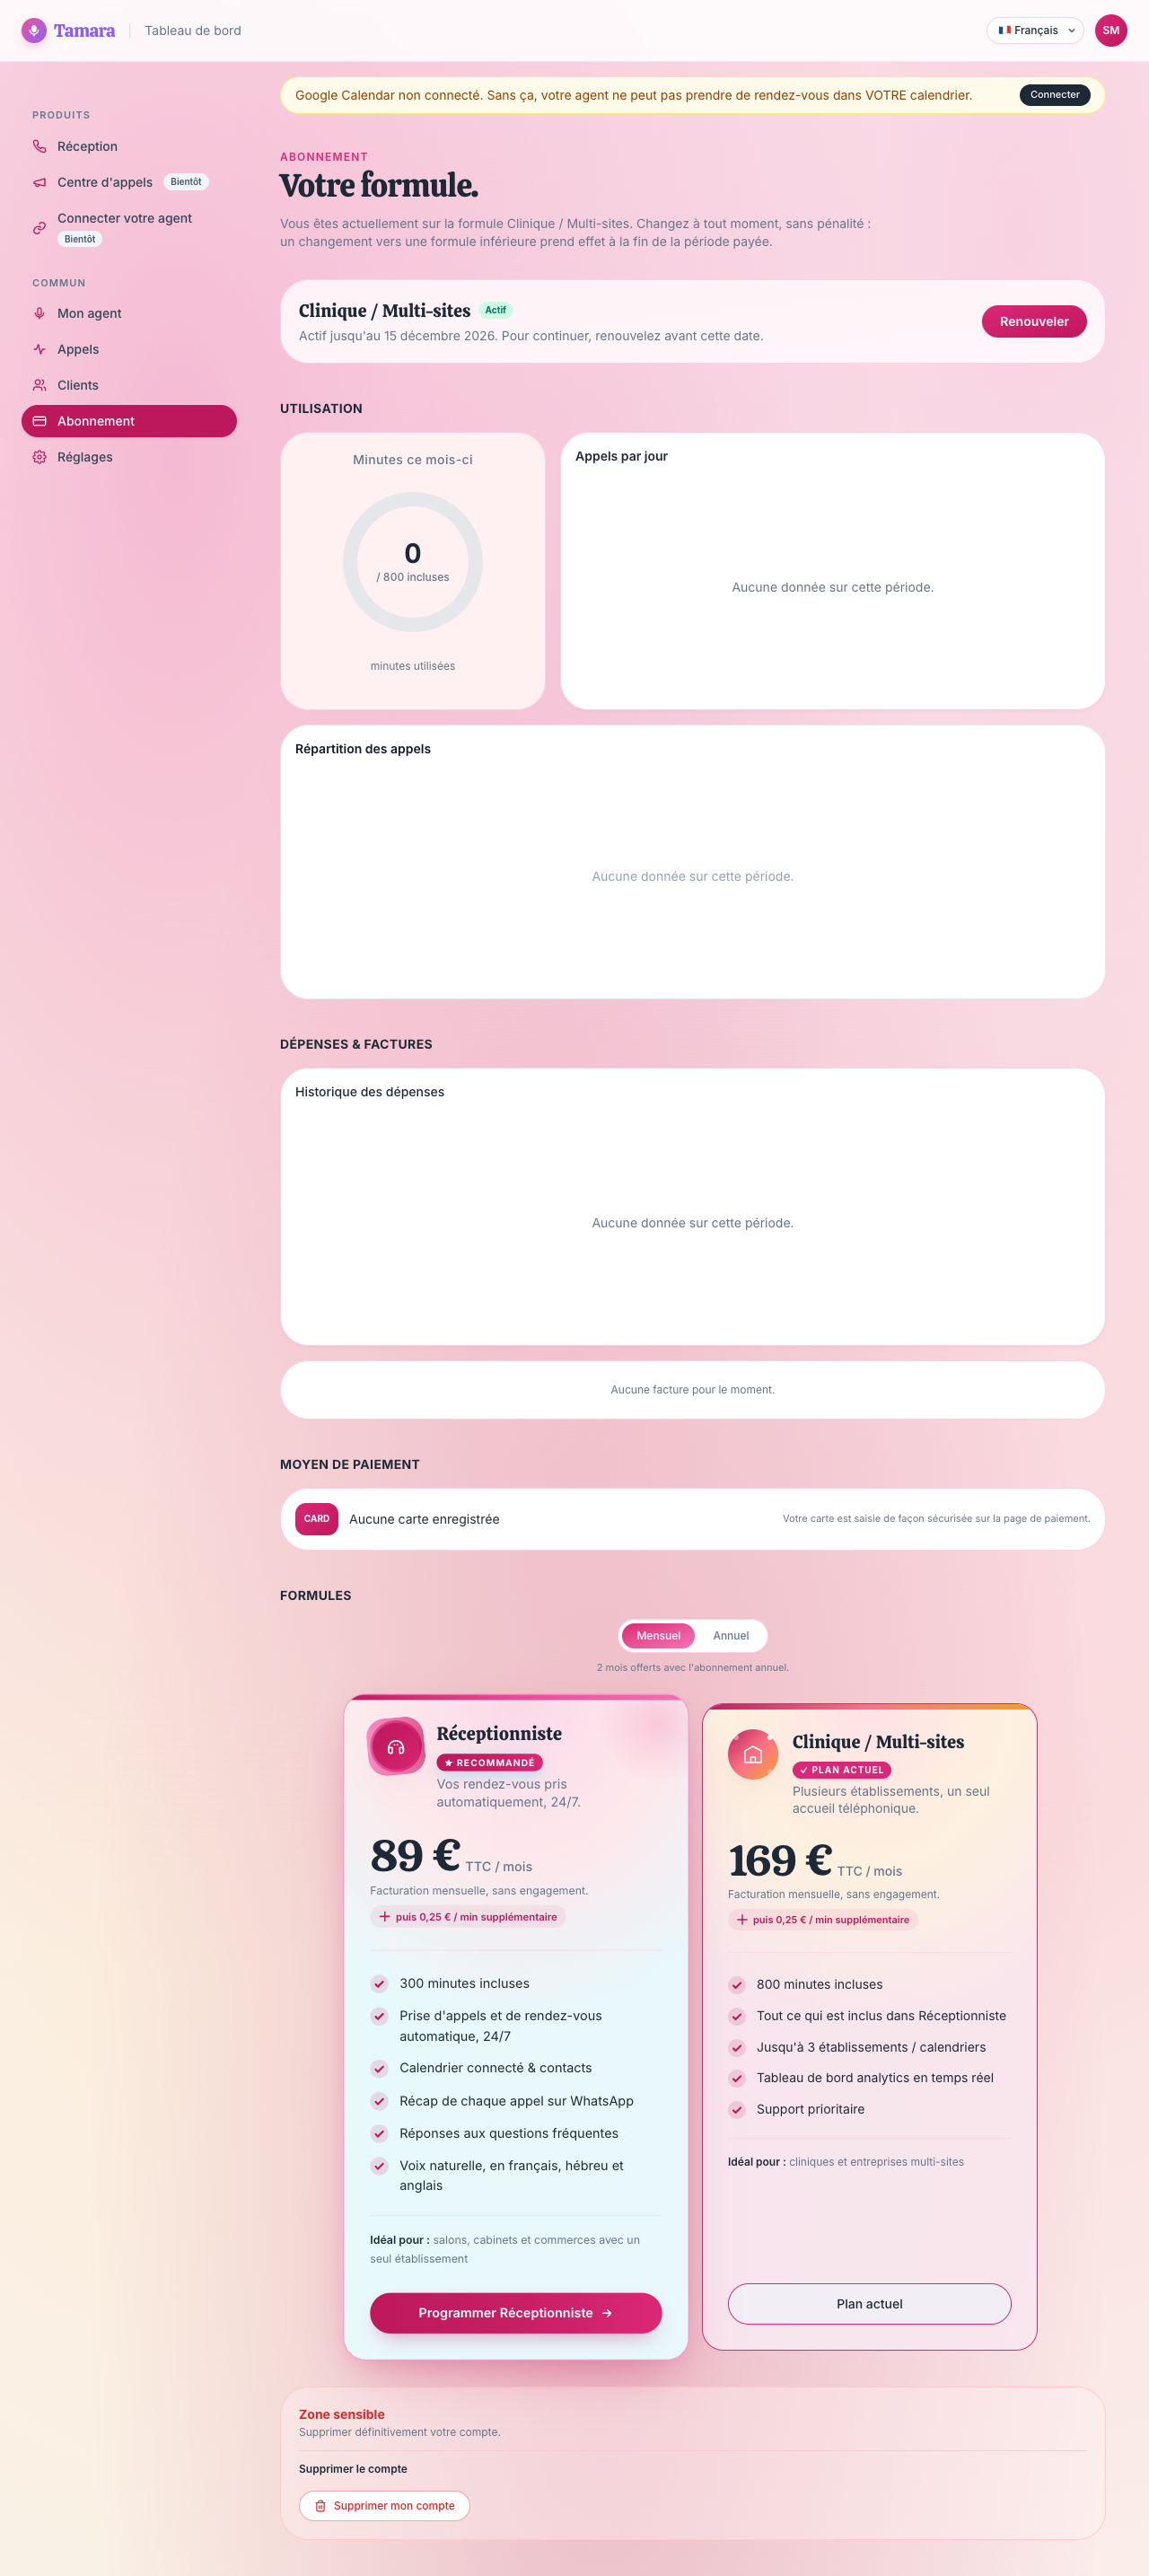 Tamara
Tableau de bord
Français
SM
Google Calendar non connecté. Sans ça, votre agent ne peut pas prendre de rendez-vous dans VOTRE calendrier.
Connecter
PRODUITS
Réception
Centre d'appels
Bientôt
Connecter votre agent
Bientôt
COMMUN
Mon agent
Appels
Clients
Abonnement
Réglages
ABONNEMENT
Votre formule.
Vous êtes actuellement sur la formule Clinique / Multi-sites. Changez à tout moment, sans pénalité :
un changement vers une formule inférieure prend effet à la fin de la période payée.
Clinique / Multi-sites
Actif
Actif jusqu'au 15 décembre 2026. Pour continuer, renouvelez avant cette date.
Renouveler
UTILISATION
Minutes ce mois-ci
0
/ 800 incluses
minutes utilisées
Appels par jour
Aucune donnée sur cette période.
Répartition des appels
Aucune donnée sur cette période.
DÉPENSES & FACTURES
Historique des dépenses
Aucune donnée sur cette période.
Aucune facture pour le moment.
MOYEN DE PAIEMENT
CARD
Aucune carte enregistrée
Votre carte est saisie de façon sécurisée sur la page de paiement.
FORMULES
Mensuel
Annuel
2 mois offerts avec l'abonnement annuel.
Réceptionniste
★ RECOMMANDÉ
Vos rendez-vous pris
automatiquement, 24/7.
89 € TTC / mois
Facturation mensuelle, sans engagement.
puis 0,25 € / min supplémentaire
300 minutes incluses
Prise d'appels et de rendez-vous
automatique, 24/7
Calendrier connecté & contacts
Récap de chaque appel sur WhatsApp
Réponses aux questions fréquentes
Voix naturelle, en français, hébreu et
anglais
Idéal pour : salons, cabinets et commerces avec un
seul établissement
Programmer Réceptionniste →
Clinique / Multi-sites
✓ PLAN ACTUEL
Plusieurs établissements, un seul
accueil téléphonique.
169 € TTC / mois
Facturation mensuelle, sans engagement.
puis 0,25 € / min supplémentaire
800 minutes incluses
Tout ce qui est inclus dans Réceptionniste
Jusqu'à 3 établissements / calendriers
Tableau de bord analytics en temps réel
Support prioritaire
Idéal pour : cliniques et entreprises multi-sites
Plan actuel
Zone sensible
Supprimer définitivement votre compte.
Supprimer le compte
Supprimer mon compte